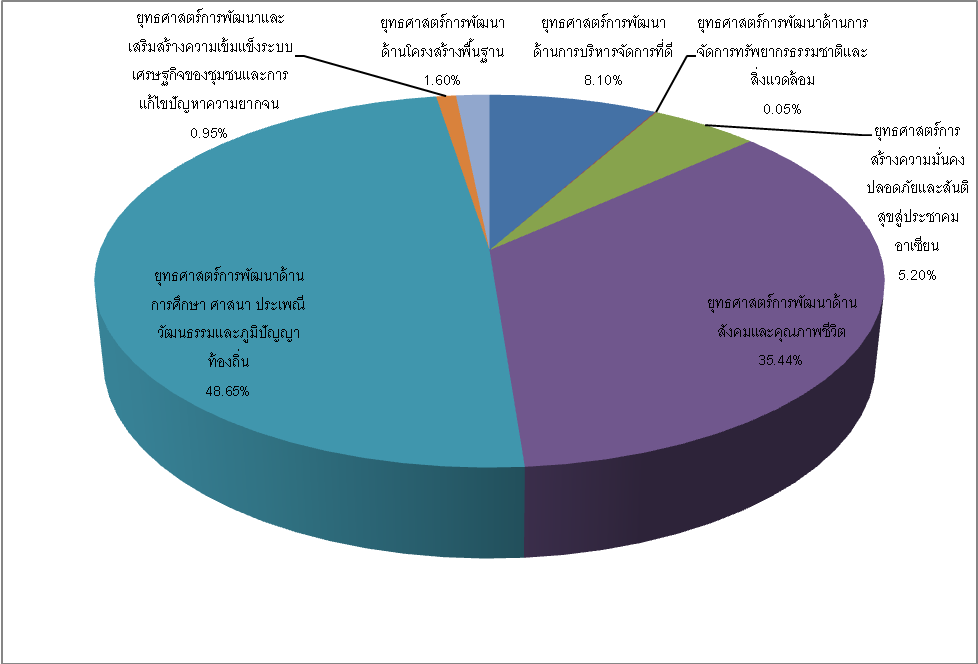 ยุทธศาสตร์การพัฒนาและ
เสริมสร้างความเข้มแข็งระบบ
เศรษฐกิจของชุมชนและการ
แก้ไขปัญหาความยากจน
0.95%
ยุทธศาสตร์การพัฒนา
ด้านโครงสร้างพื้นฐาน
1.60%
ยุทธศาสตร์การพัฒนา
ด้านการบริหารจัดการที่ดี
8.10%
ยุทธศาสตร์การพัฒนาด้านการ
จัดการทรัพยากรธรรมชาติและ
สิ่งแวดล้อม
0.05%
ยุทธศาสตร์การ
สร้างความมั่นคง
ปลอดภัยและสันติ
สุขสู่ประชาคม
อาเซียน
5.20%
ยุทธศาสตร์การพัฒนาด้าน
การศึกษา ศาสนา ประเพณี
วัฒนธรรมและภูมิปัญญา
ท้องถิ่น
48.65%
ยุทธศาสตร์การพัฒนาด้าน
สังคมและคุณภาพชีวิต
35.44%